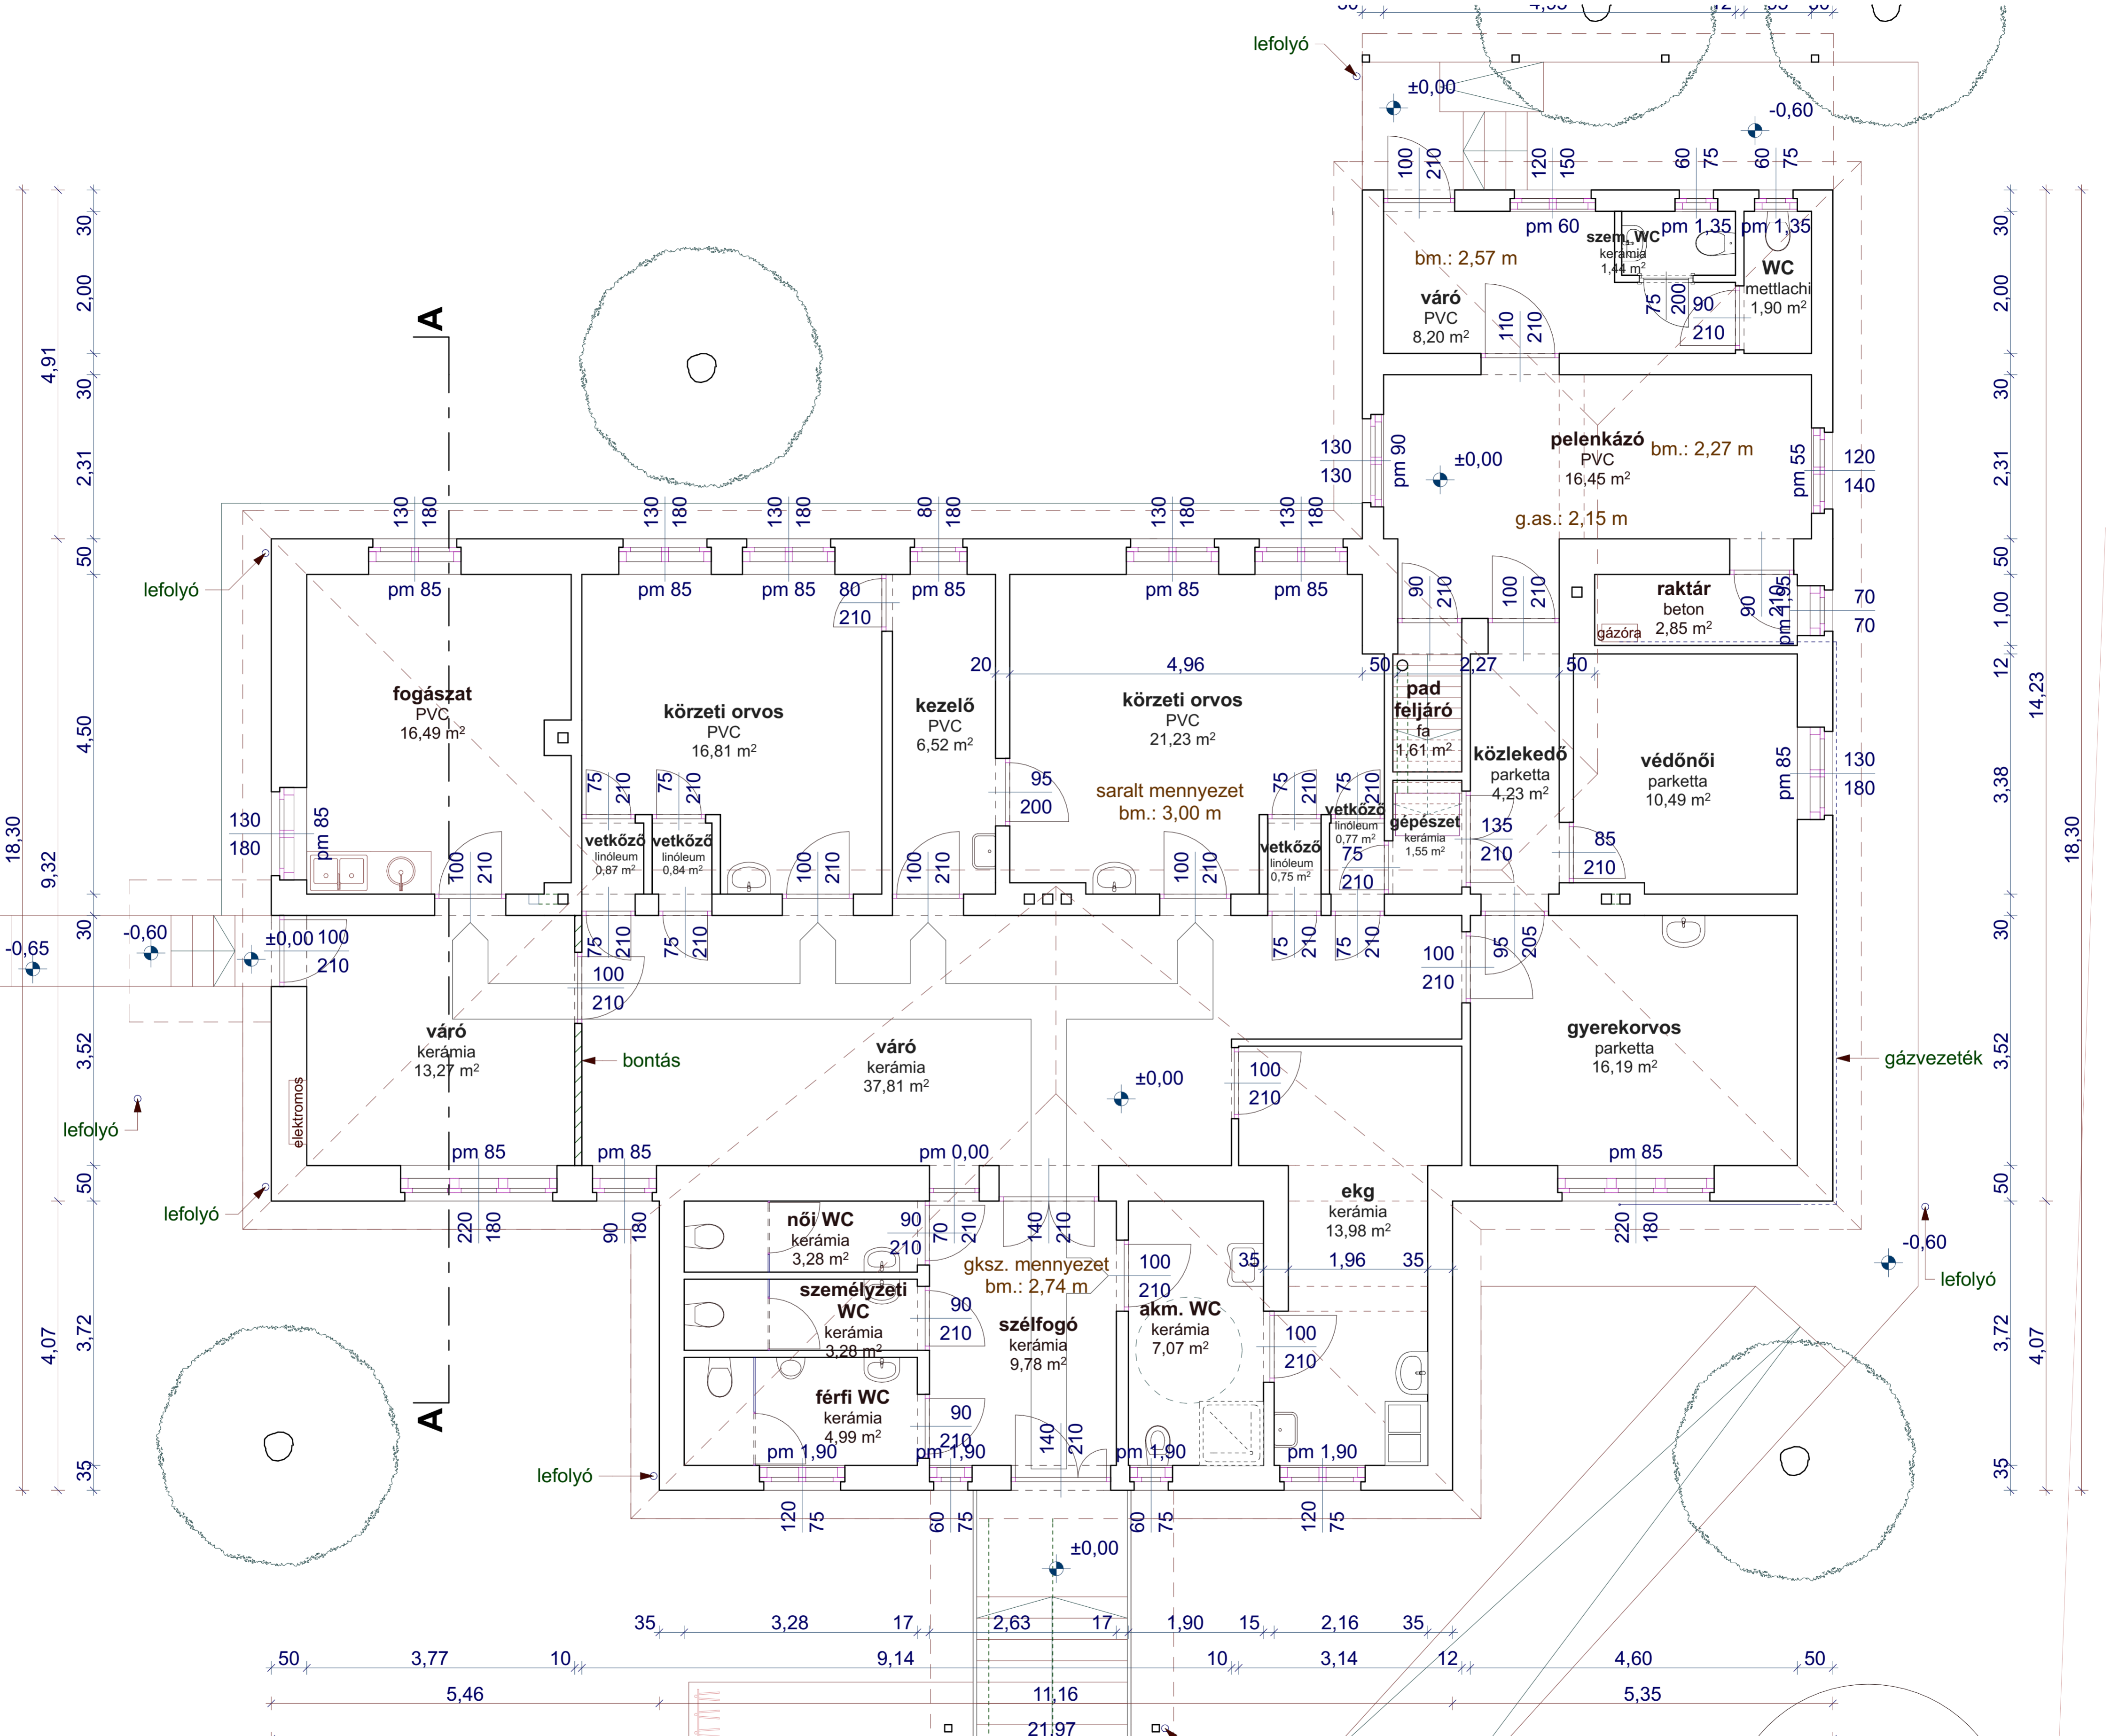 lefolyó
±0,00
-0,60
100 210
120 150
60 75
60 75
pm 60
pm 1,35
pm 1,35
szem. WC
kerámia
1,44 m²
bm.: 2,57 m
váró
PVC
8,20 m²
110 210
75 200
90
210
WC
mettlachi
1,90 m²
A
30
2,00
30
2,31
50
4,50
30
3,52
50
3,72
35
4,91
9,32
4,07
18,30
30
2,00
30
2,31
50
1,00
12
3,38
30
3,52
50
3,72
35
14,23
4,07
18,30
130
130
pm 90
±0,00
pelenkázó
PVC
16,45 m²
bm.: 2,27 m
g.as.: 2,15 m
pm 55
120
140
lefolyó
130 180
130 180
130 180
80 180
130 180
130 180
pm 85
pm 85
pm 85
80
210
pm 85
pm 85
pm 85
90 210
100 210
raktár
beton
2,85 m²
gázóra
90 210
pm 1,95
70
70
20
4,96
50
2,27
50
fogászat
PVC
16,49 m²
körzeti orvos
PVC
16,81 m²
kezelő
PVC
6,52 m²
körzeti orvos
PVC
21,23 m²
pad
feljáró
fa
1,61 m²
közlekedő
parketta
4,23 m²
védőnői
parketta
10,49 m²
pm 85
130
180
95
200
saralt mennyezet
bm.: 3,00 m
130
180
pm 85
100 210
75 210
75 210
vetkőző
linóleum
0,87 m²
vetkőző
linóleum
0,84 m²
100 210
100 210
100 210
75 210
75 210
vetkőző
linóleum
0,75 m²
vetkőző
linóleum
0,77 m²
75
210
gépészet
kerámia
1,55 m²
135
210
85
210
-0,65
-0,60
±0,00
100
210
75 210
75 210
100
210
75 210
75 210
100
210
95 205
váró
kerámia
13,27 m²
elektromos
bontás
váró
kerámia
37,81 m²
±0,00
100
210
gyerekorvos
parketta
16,19 m²
gázvezeték
lefolyó
lefolyó
pm 85
pm 85
pm 0,00
pm 85
220 180
90 180
220 180
női WC
kerámia
3,28 m²
90
210
70 210
140 210
személyzeti
WC
kerámia
3,28 m²
90
210
gksz. mennyezet
bm.: 2,74 m
szélfogó
kerámia
9,78 m²
100
210
akm. WC
kerámia
7,07 m²
ekg
kerámia
13,98 m²
35
1,96
35
100
210
férfi WC
kerámia
4,99 m²
90
210
140 210
pm 1,90
pm 1,90
pm 1,90
pm 1,90
-0,60
lefolyó
A
lefolyó
120 75
60 75
60 75
120 75
±0,00
35
3,28
17
2,63
17
1,90
15
2,16
35
50
3,77
10
9,14
10
3,14
12
4,60
50
5,46
11,16
5,35
21,97